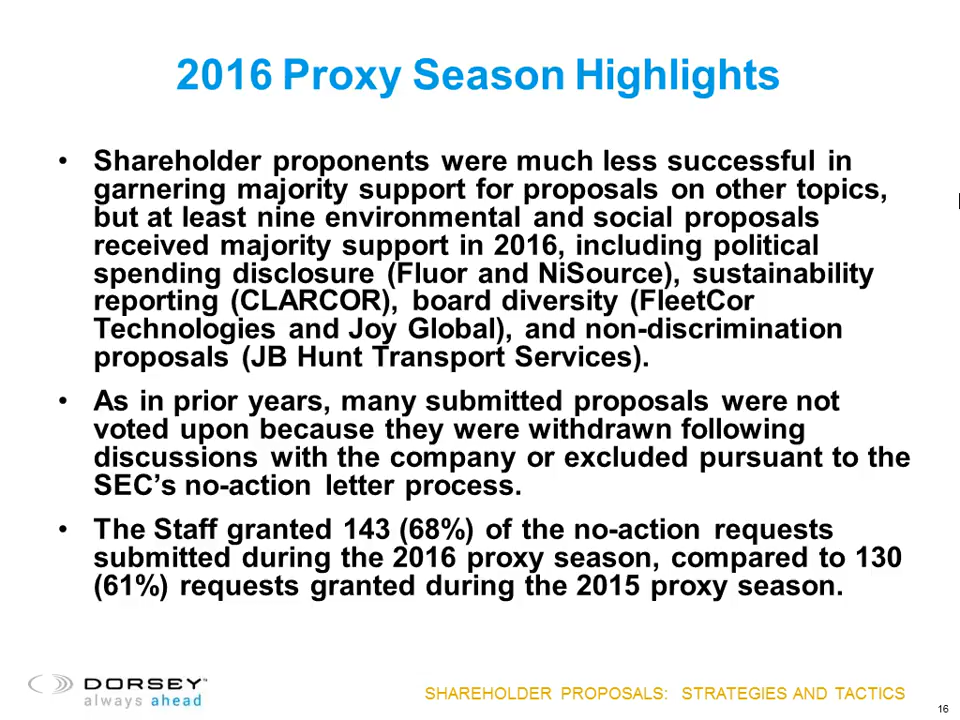 2016 Proxy Season Highlights
• Shareholder proponents were much less successful in
garnering majority support for proposals on other topics,
but at least nine environmental and social proposals
received majority support in 2016, including political
spending disclosure (Fluor and NiSource), sustainability
reporting (CLARCOR), board diversity (FleetCor
Technologies and Joy Global), and non-discrimination
proposals (JB Hunt Transport Services).
• As in prior years, many submitted proposals were not
voted upon because they were withdrawn following
discussions with the company or excluded pursuant to the
SEC’s no-action letter process.
• The Staff granted 143 (68%) of the no-action requests
submitted during the 2016 proxy season, compared to 130
(61%) requests granted during the 2015 proxy season.
DORSEY™
always ahead
SHAREHOLDER PROPOSALS: STRATEGIES AND TACTICS
16